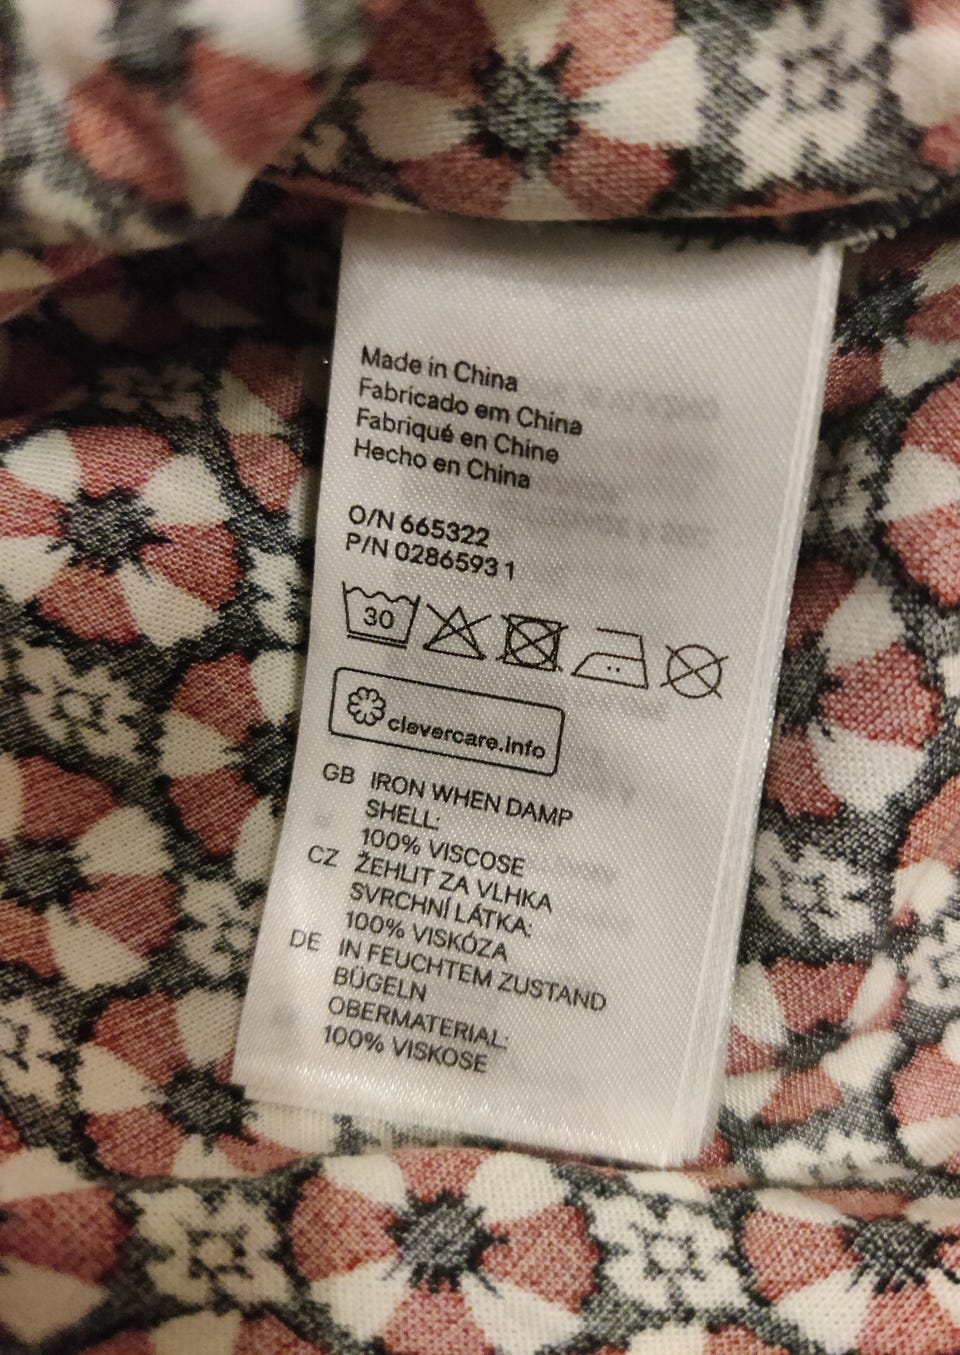 Made in China
Fabricado em China
Fabriqué en Chine
Hecho en China
O/N 665322
P/N 0286593 1
30
clevercare.info
GB IRON WHEN DAMP
SHELL:
100% VISCOSE
CZ ŽEHLIT ZA VLHKA
SVRCHNÍ LÁTKA:
100% VISKÓZA
DE IN FEUCHTEM ZUSTAND
BÜGELN
OBERMATERIAL:
100% VISKOSE